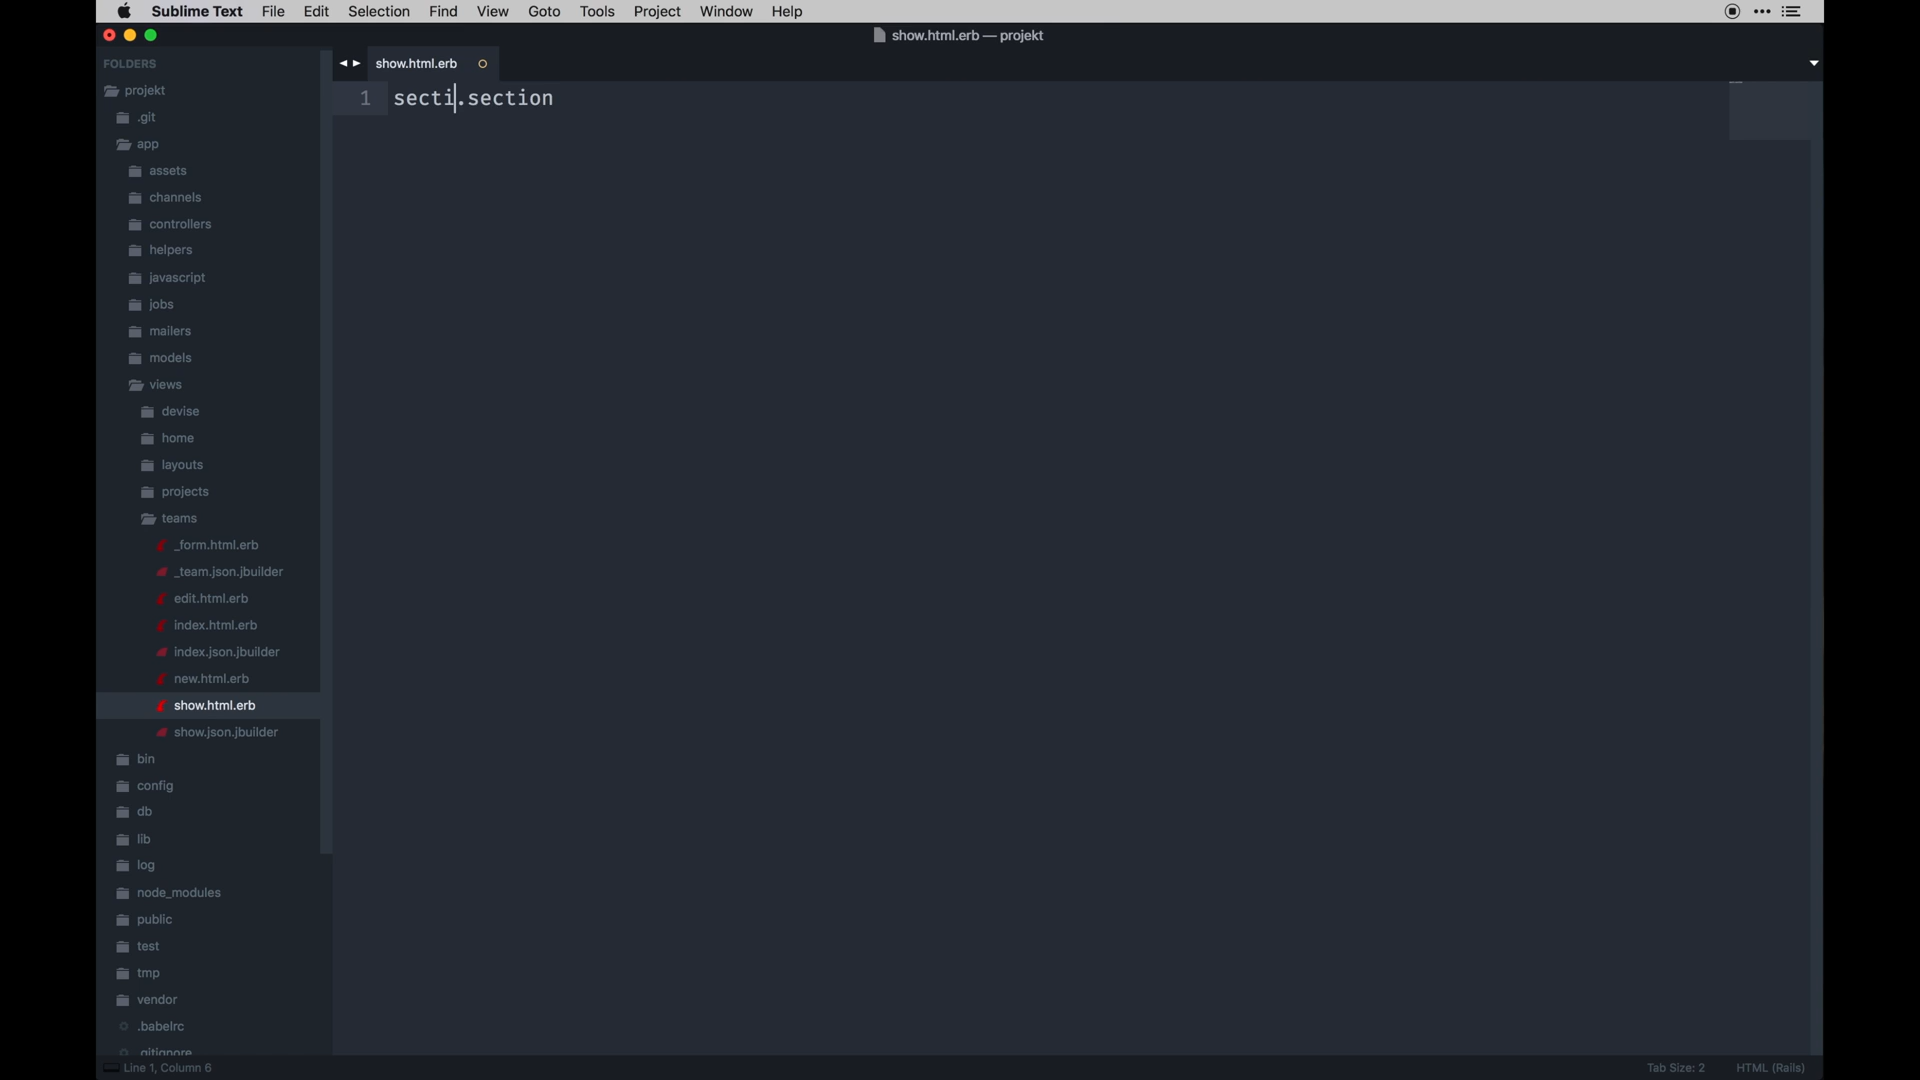 Sublime Text File Edit Selection Find View Goto Tools Project Window Help
show.html.erb — projekt
FOLDERS
show.html.erb
projekt
1 secti.section
.git
app
assets
channels
controllers
helpers
javascript
jobs
mailers
models
views
devise
home
layouts
projects
teams
_form.html.erb
_team.json.jbuilder
edit.html.erb
index.html.erb
index.json.jbuilder
new.html.erb
show.html.erb
show.json.jbuilder
bin
config
db
lib
log
node_modules
public
test
tmp
vendor
.babelrc
.gitignore
Line 1, Column 6
Tab Size: 2 HTML (Rails)